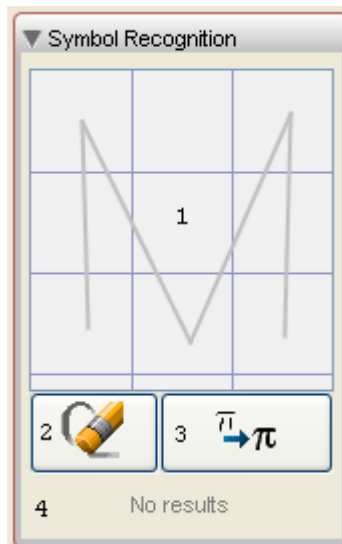 Symbol Recognition
M
1
2
3 π→π
4 No results